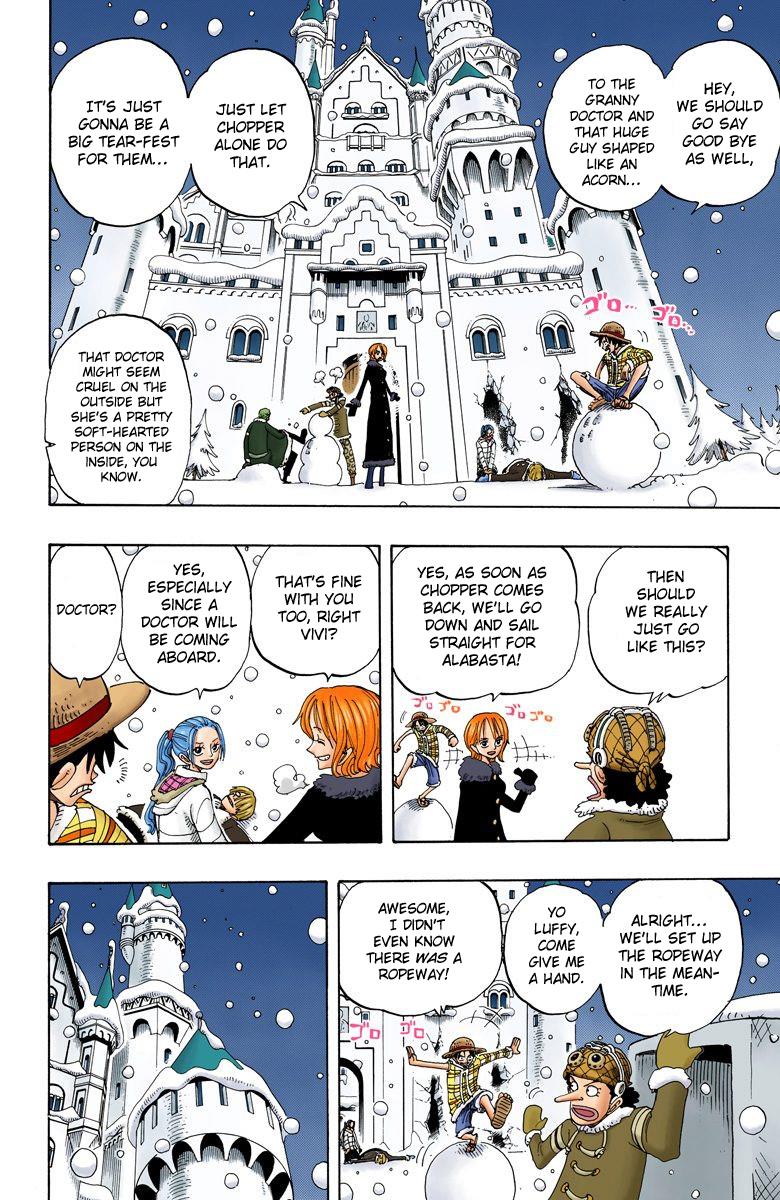 HEY,
WE SHOULD
GO SAY
GOOD BYE
AS WELL,
TO THE
GRANNY
DOCTOR AND
THAT HUGE
GUY SHAPED
LIKE AN
ACORN...
JUST LET
CHOPPER
ALONE DO
THAT.
IT'S JUST
GONNA BE A
BIG TEAR-FEST
FOR THEM...
ゴロ...
ゴロ...
THAT DOCTOR
MIGHT SEEM
CRUEL ON THE
OUTSIDE BUT
SHE'S A PRETTY
SOFT-HEARTED
PERSON ON THE
INSIDE, YOU
KNOW.
THEN
SHOULD
WE REALLY
JUST GO
LIKE THIS?
YES, AS SOON AS
CHOPPER COMES
BACK, WE'LL GO
DOWN AND SAIL
STRAIGHT FOR
ALABASTA!
ゴロゴロ
ゴロゴロ
THAT'S FINE
WITH YOU
TOO, RIGHT
VIVI?
YES,
ESPECIALLY
SINCE A
DOCTOR WILL
BE COMING
ABOARD.
DOCTOR?
ALRIGHT...
WE'LL SET UP
THE ROPEWAY
IN THE MEAN-
TIME.
YO
LUFFY,
COME
GIVE ME
A HAND.
AWESOME,
I DIDN'T
EVEN KNOW
THERE WAS A
ROPEWAY!
ゴロ
ゴロ